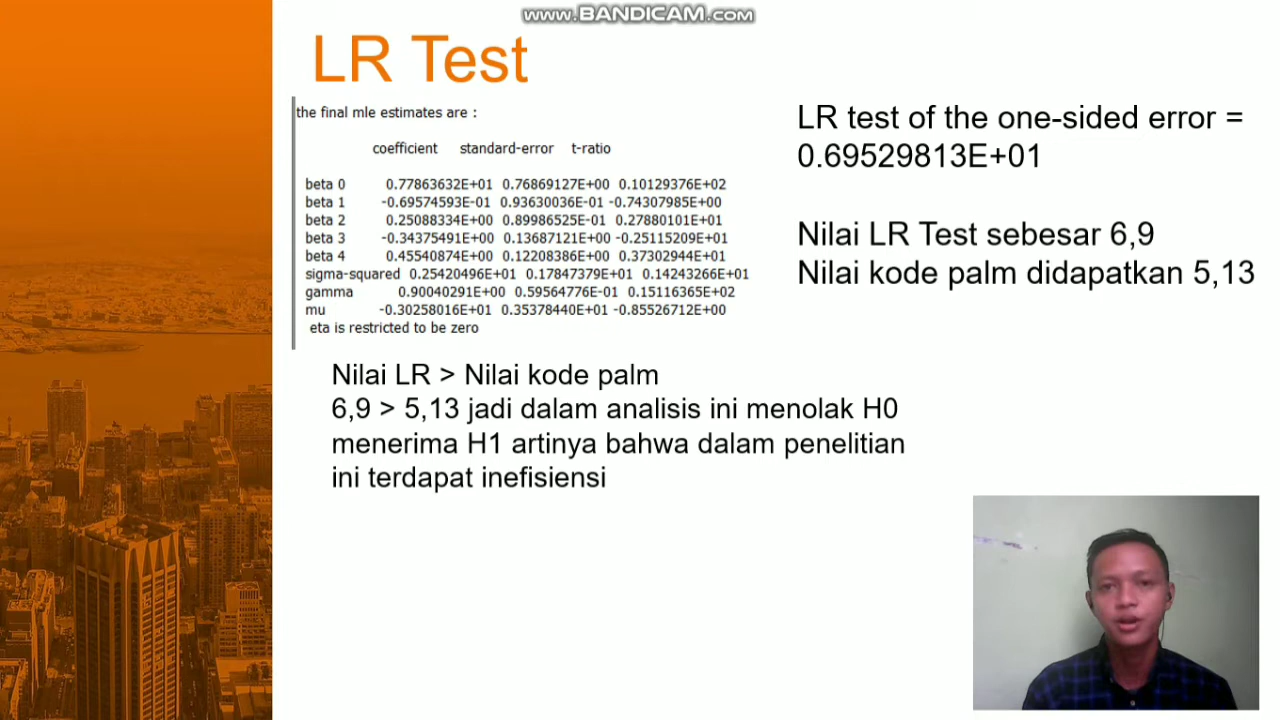 www.BANDICAM.com
LR Test
the final mle estimates are :
coefficient standard-error t-ratio
beta 0 0.77863632E+01 0.76869127E+00 0.10129376E+02
beta 1 -0.69574593E-01 0.93630036E-01 -0.74307985E+00
beta 2 0.25088334E+00 0.89986525E-01 0.27880101E+01
beta 3 -0.34375491E+00 0.13687121E+00 -0.25115209E+01
beta 4 0.45540874E+00 0.12208386E+00 0.37302944E+01
sigma-squared 0.25420496E+01 0.17847379E+01 0.14243266E+01
gamma 0.90040291E+00 0.59564776E-01 0.15116365E+02
mu -0.30258016E+01 0.35378440E+01 -0.85526712E+00
eta is restricted to be zero
LR test of the one-sided error =
0.69529813E+01
Nilai LR Test sebesar 6,9
Nilai kode palm didapatkan 5,13
Nilai LR > Nilai kode palm
6,9 > 5,13 jadi dalam analisis ini menolak H0
menerima H1 artinya bahwa dalam penelitian
ini terdapat inefisiensi